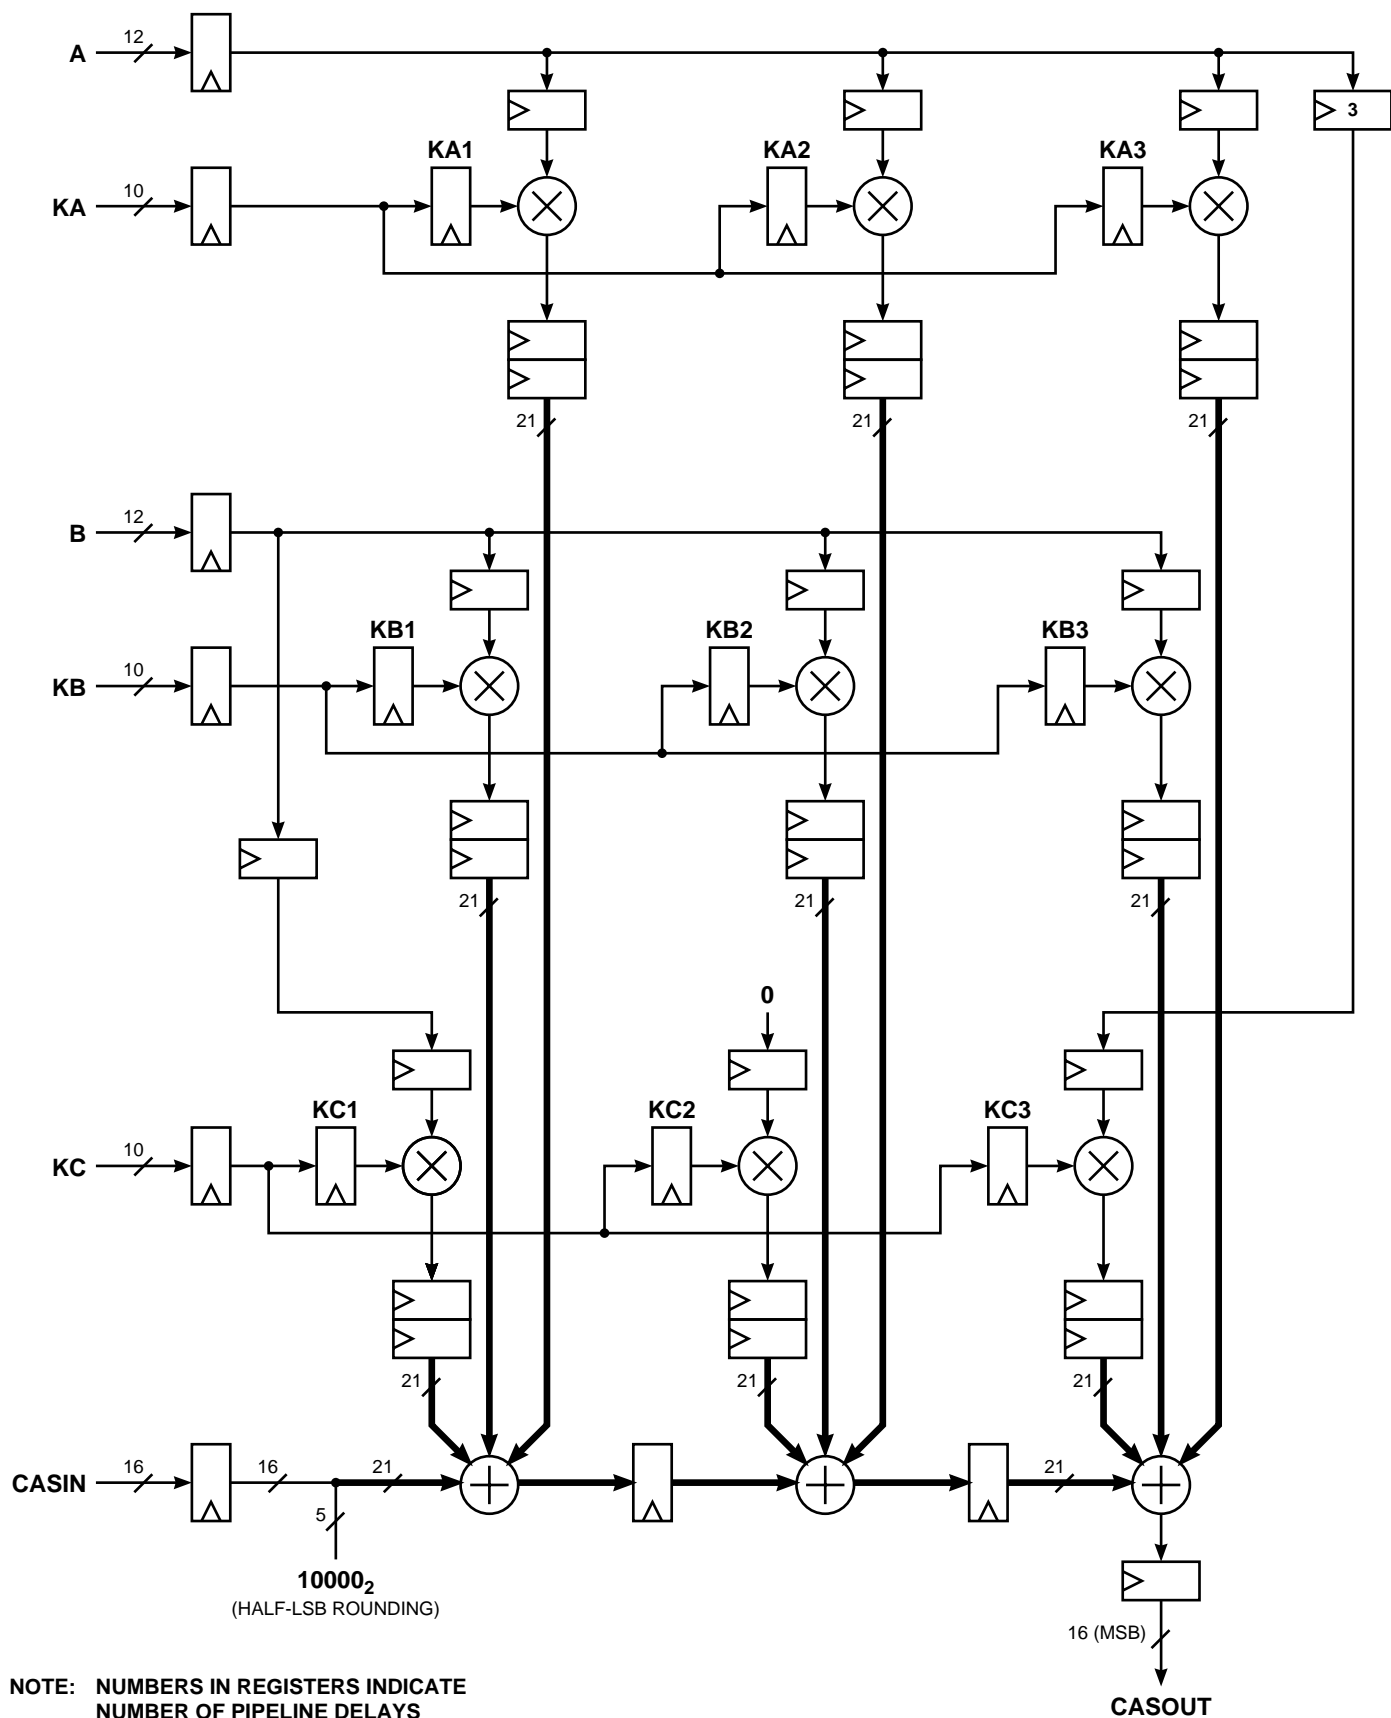 A
12
3
KA1
KA2
KA3
KA
10
21
21
21
B
12
KB1
KB2
KB3
KB
10
21
21
21
0
KC1
KC2
KC3
KC
10
21
21
21
CASIN
16
16
21
21
5
10000₂
(HALF-LSB ROUNDING)
16 (MSB)
CASOUT
NOTE: NUMBERS IN REGISTERS INDICATE
NUMBER OF PIPELINE DELAYS